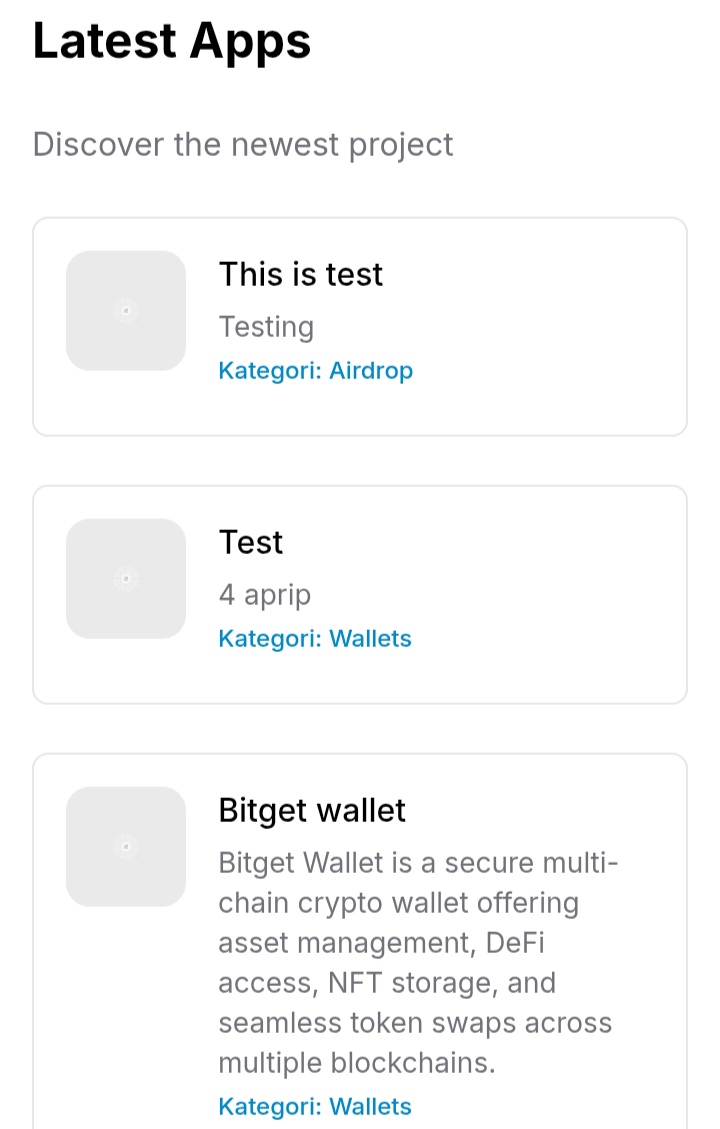 Latest Apps
Discover the newest project
This is test
Testing
Kategori: Airdrop
Test
4 aprip
Kategori: Wallets
Bitget wallet
Bitget Wallet is a secure multi-
chain crypto wallet offering
asset management, DeFi
access, NFT storage, and
seamless token swaps across
multiple blockchains.
Kategori: Wallets